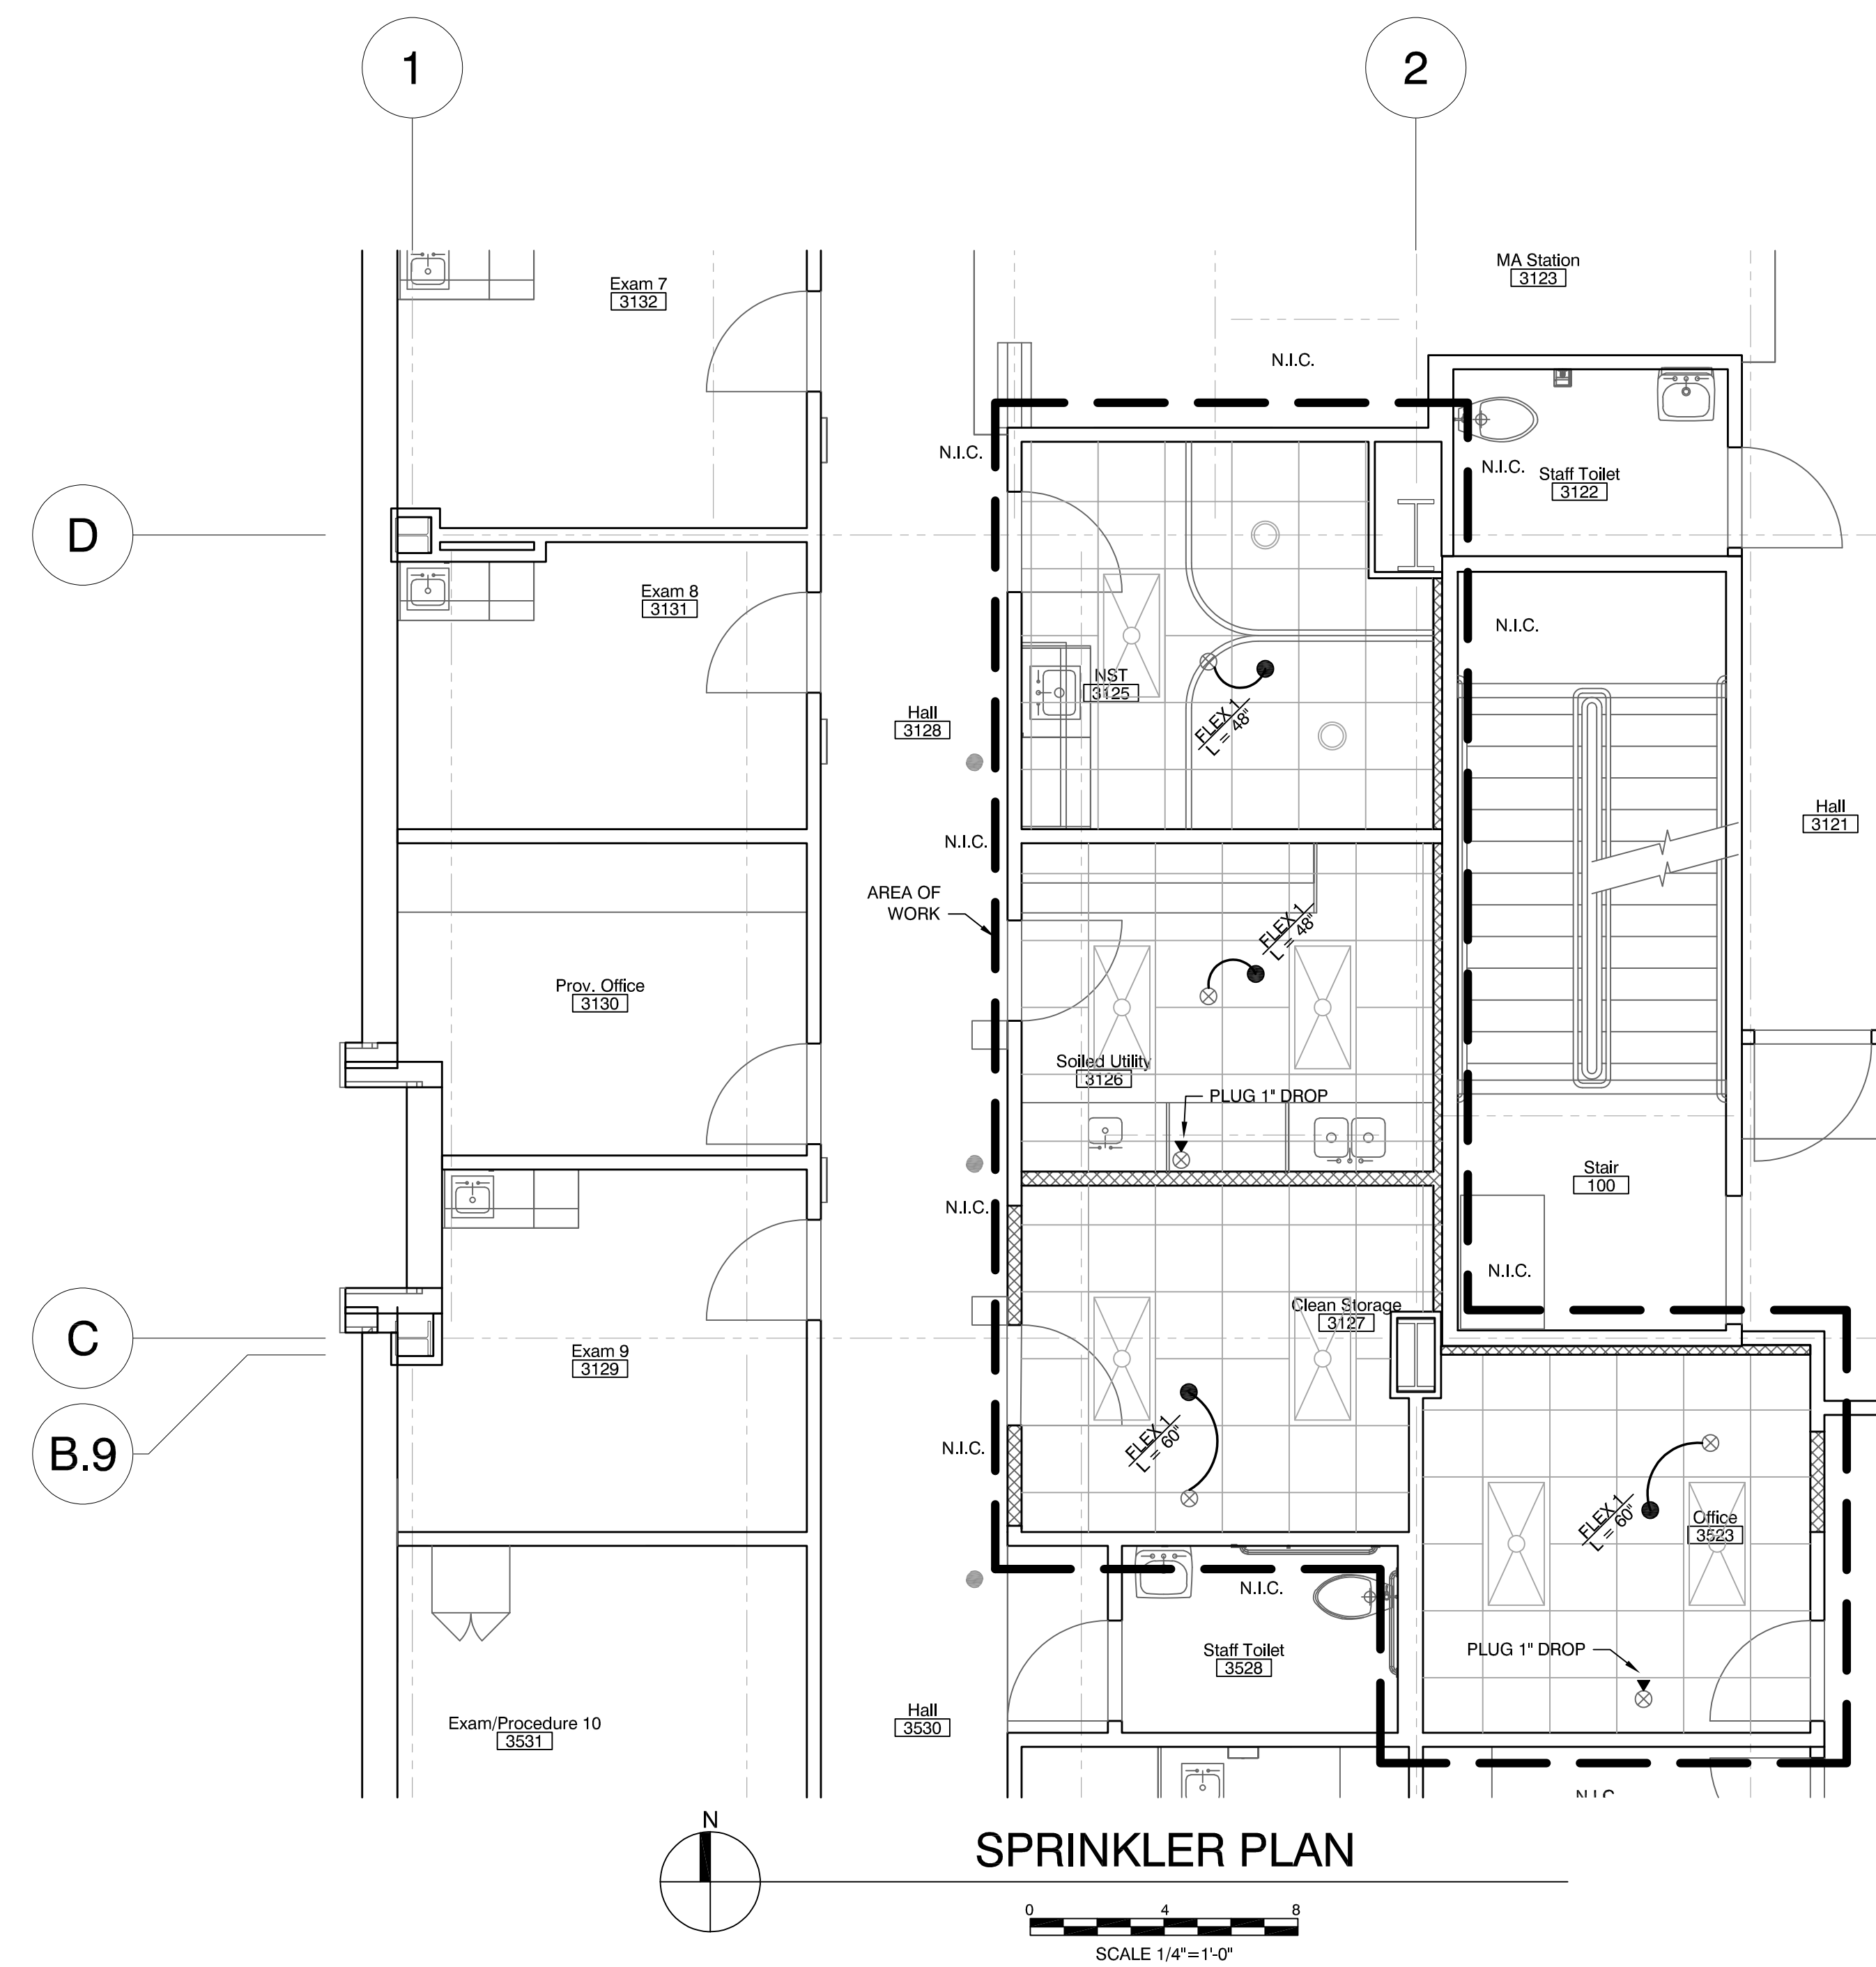 1
2
MA Station
3123
Exam 7
3132
N.I.C.
N.I.C.
N.I.C.
Staff Toilet
3122
D
Exam 8
3131
N.I.C.
NST
3125
Hall
3128
FLEX 1
L = 48"
Hall
3121
N.I.C.
AREA OF
WORK
FLEX 1
L = 48"
Prov. Office
3130
Soiled Utility
3126
PLUG 1" DROP
Stair
100
N.I.C.
N.I.C.
Clean Storage
3127
C
Exam 9
3129
B.9
N.I.C.
FLEX 1
L = 60"
FLEX 1
L = 60"
Office
3523
N.I.C.
Staff Toilet
3528
PLUG 1" DROP
Hall
3530
Exam/Procedure 10
3531
N.I.C.
N
SPRINKLER PLAN
0 4 8
SCALE 1/4"=1'-0"